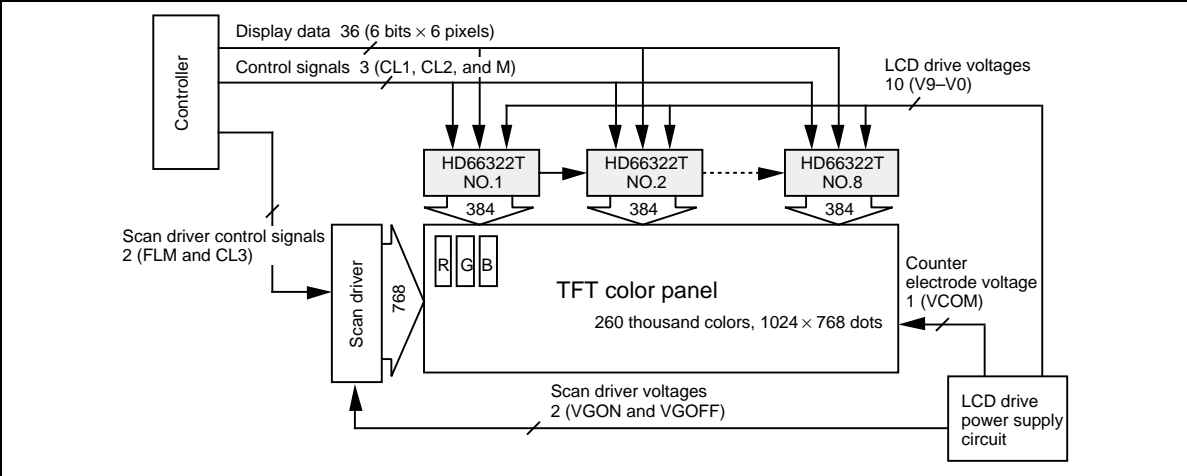 Display data 36 (6 bits × 6 pixels)
Control signals 3 (CL1, CL2, and M)
LCD drive voltages
10 (V9–V0)
Controller
HD66322T
NO.1
HD66322T
NO.2
HD66322T
NO.8
384
384
384
Scan driver control signals
2 (FLM and CL3)
Scan driver
768
R
G
B
TFT color panel
260 thousand colors, 1024 × 768 dots
Counter
electrode voltage
1 (VCOM)
Scan driver voltages
2 (VGON and VGOFF)
LCD drive
power supply
circuit